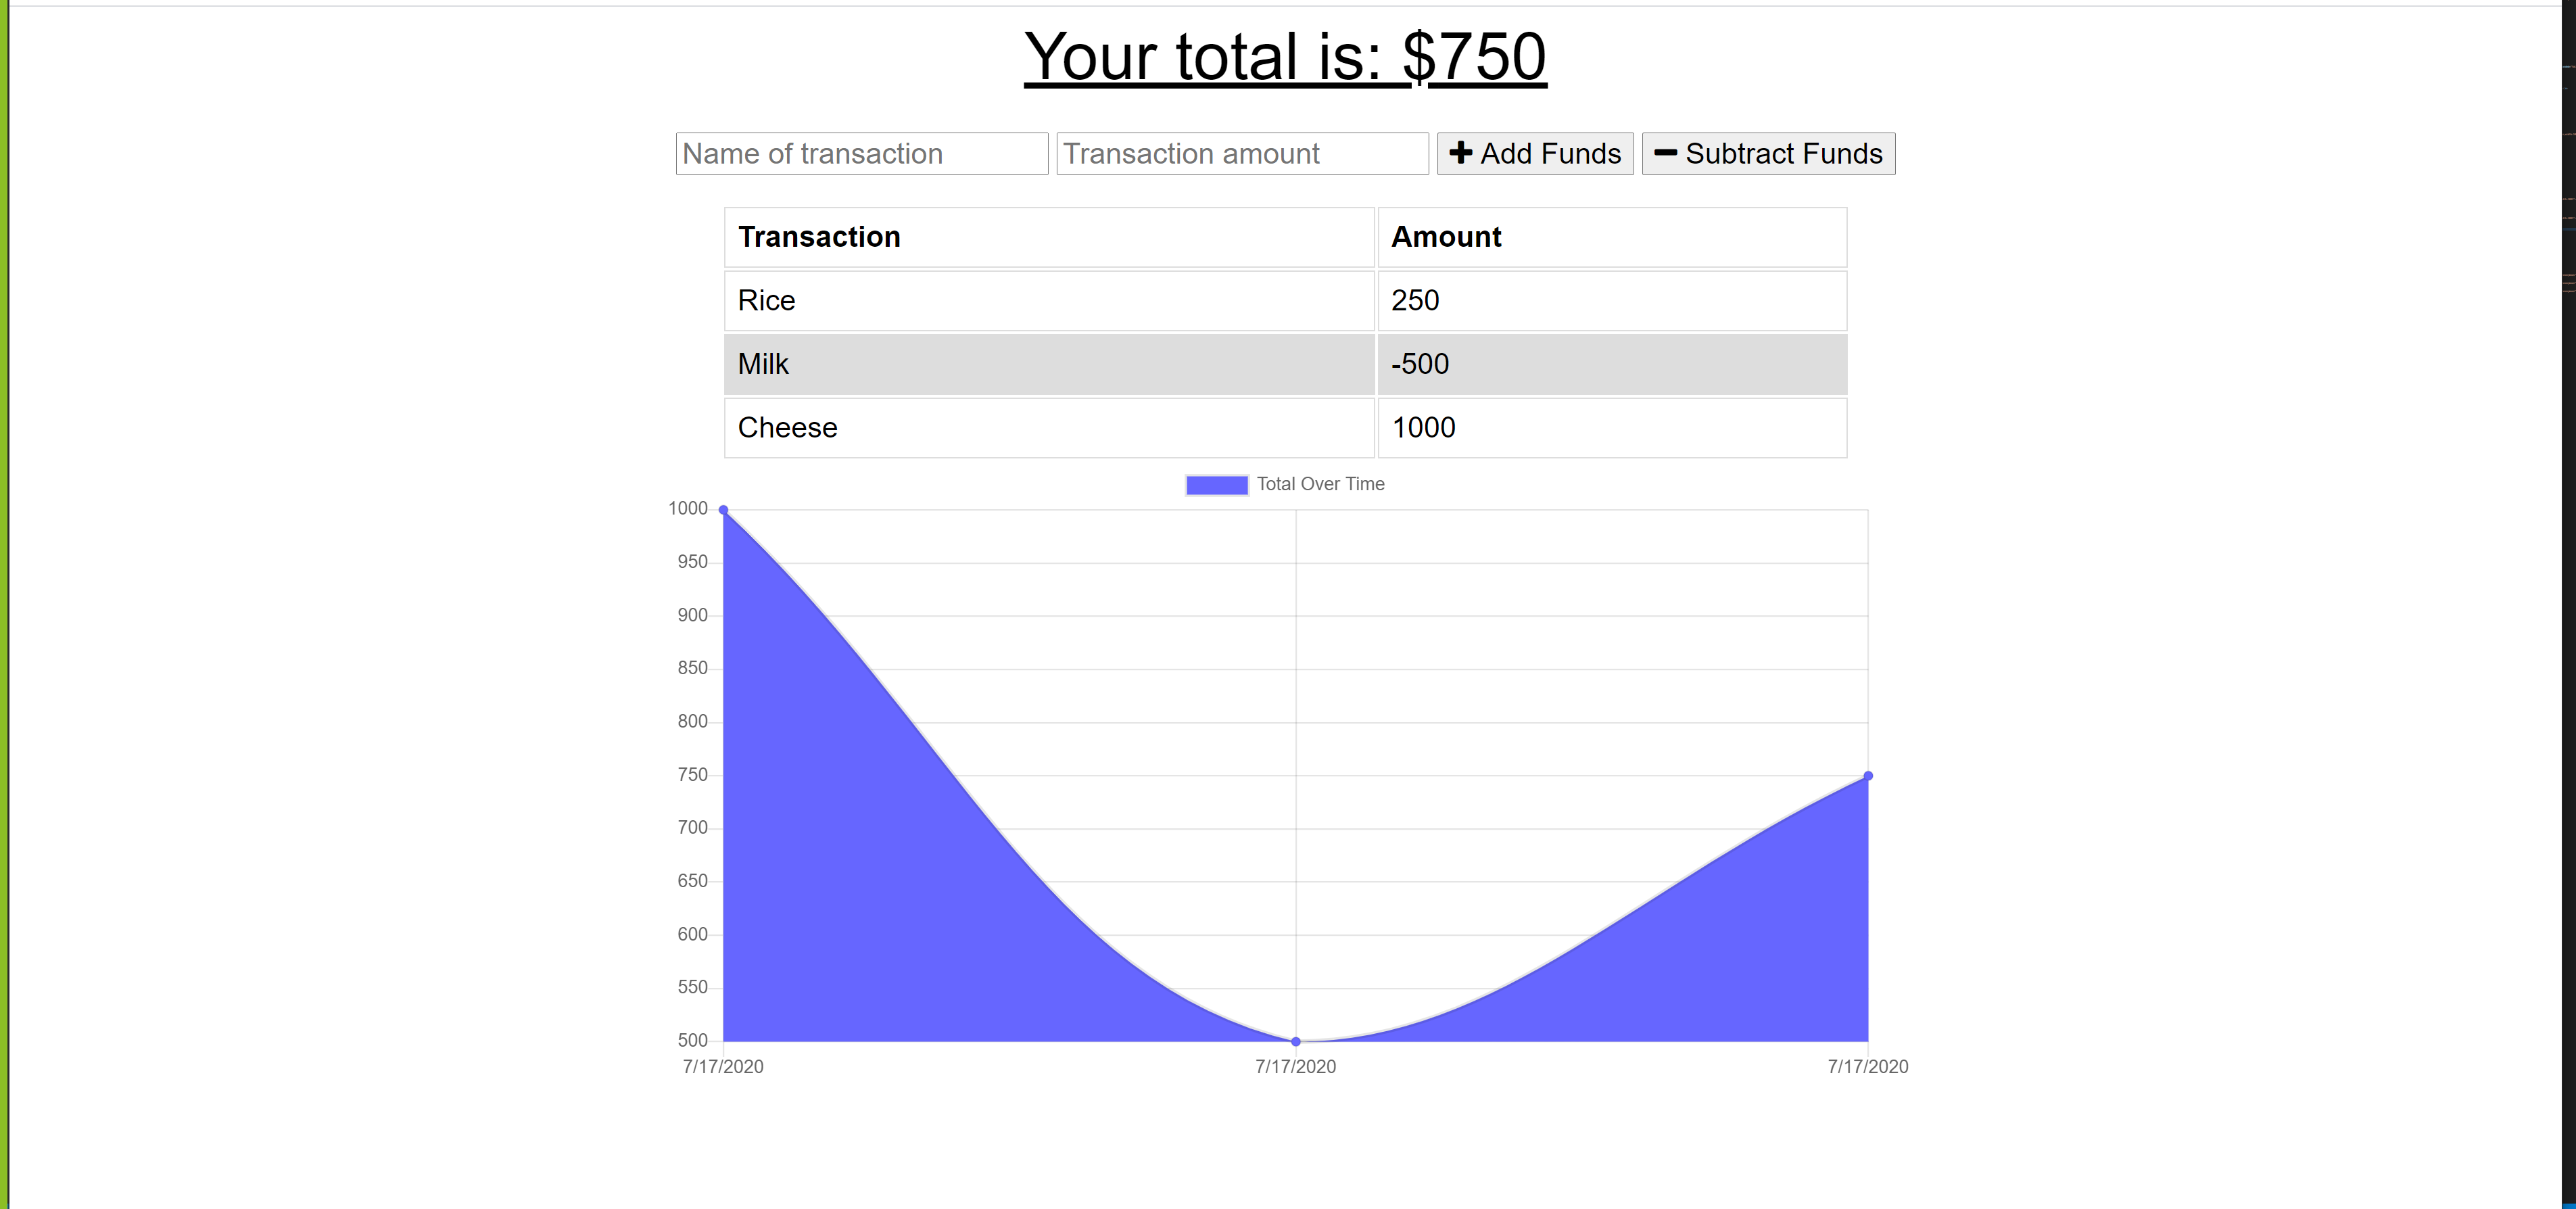 Your total is: $750
Name of transaction Transaction amount Add Funds Subtract Funds
Transaction Amount
Rice 250
Milk -500
Cheese 1000
Total Over Time
1000
950
900
850
800
750
700
650
600
550
500
7/17/2020 7/17/2020 7/17/2020